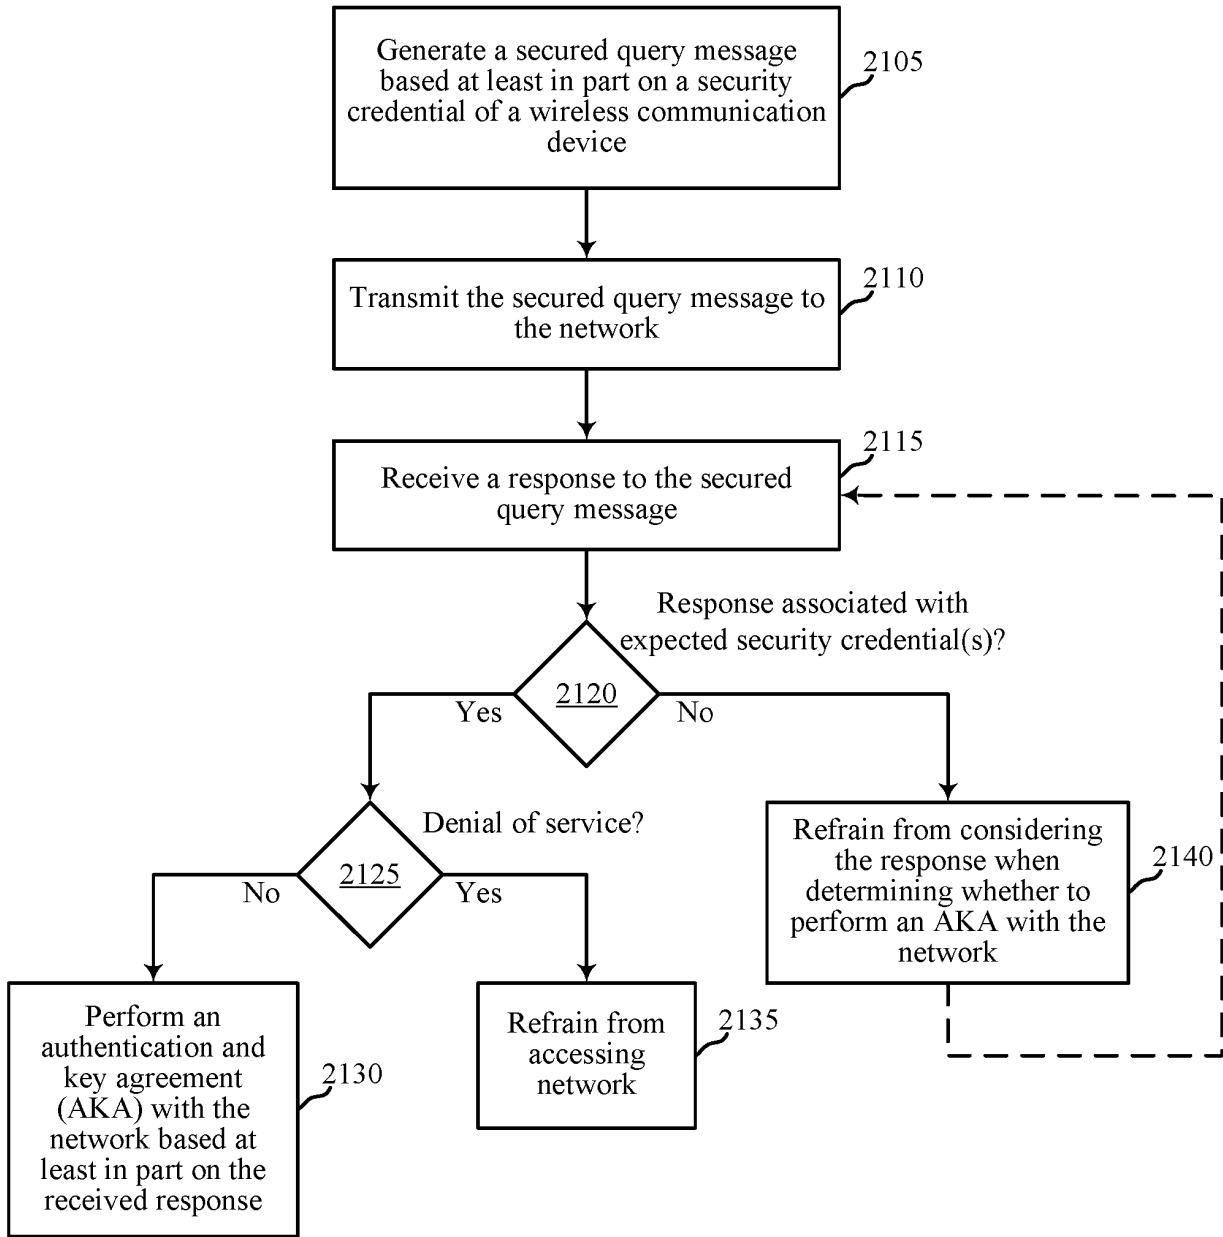 Generate a secured query message
based at least in part on a security
credential of a wireless communication
device
2105
Transmit the secured query message to
the network
2110
Receive a response to the secured
query message
2115
Response associated with
expected security credential(s)?
2120
Yes
No
Denial of service?
2125
No
Yes
Refrain from considering
the response when
determining whether to
perform an AKA with the
network
2140
Perform an
authentication and
key agreement
(AKA) with the
network based at
least in part on the
received response
2130
Refrain from
accessing
network
2135